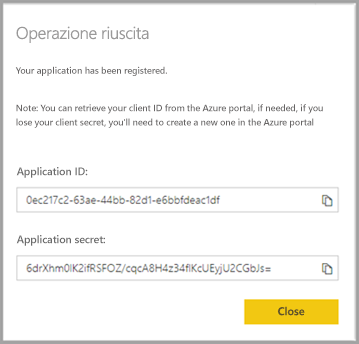 Operazione riuscita
Your application has been registered.
Note: You can retrieve your client ID from the Azure portal, if needed, if you
lose your client secret, you'll need to create a new one in the Azure portal
Application ID:
0ec217c2-63ae-44bb-82d1-e6bbfdeac1df
Application secret:
6drXhm0lK2ifRSFOZ/cqcA8H4z34flKcUEyjU2CGbJs=
Close